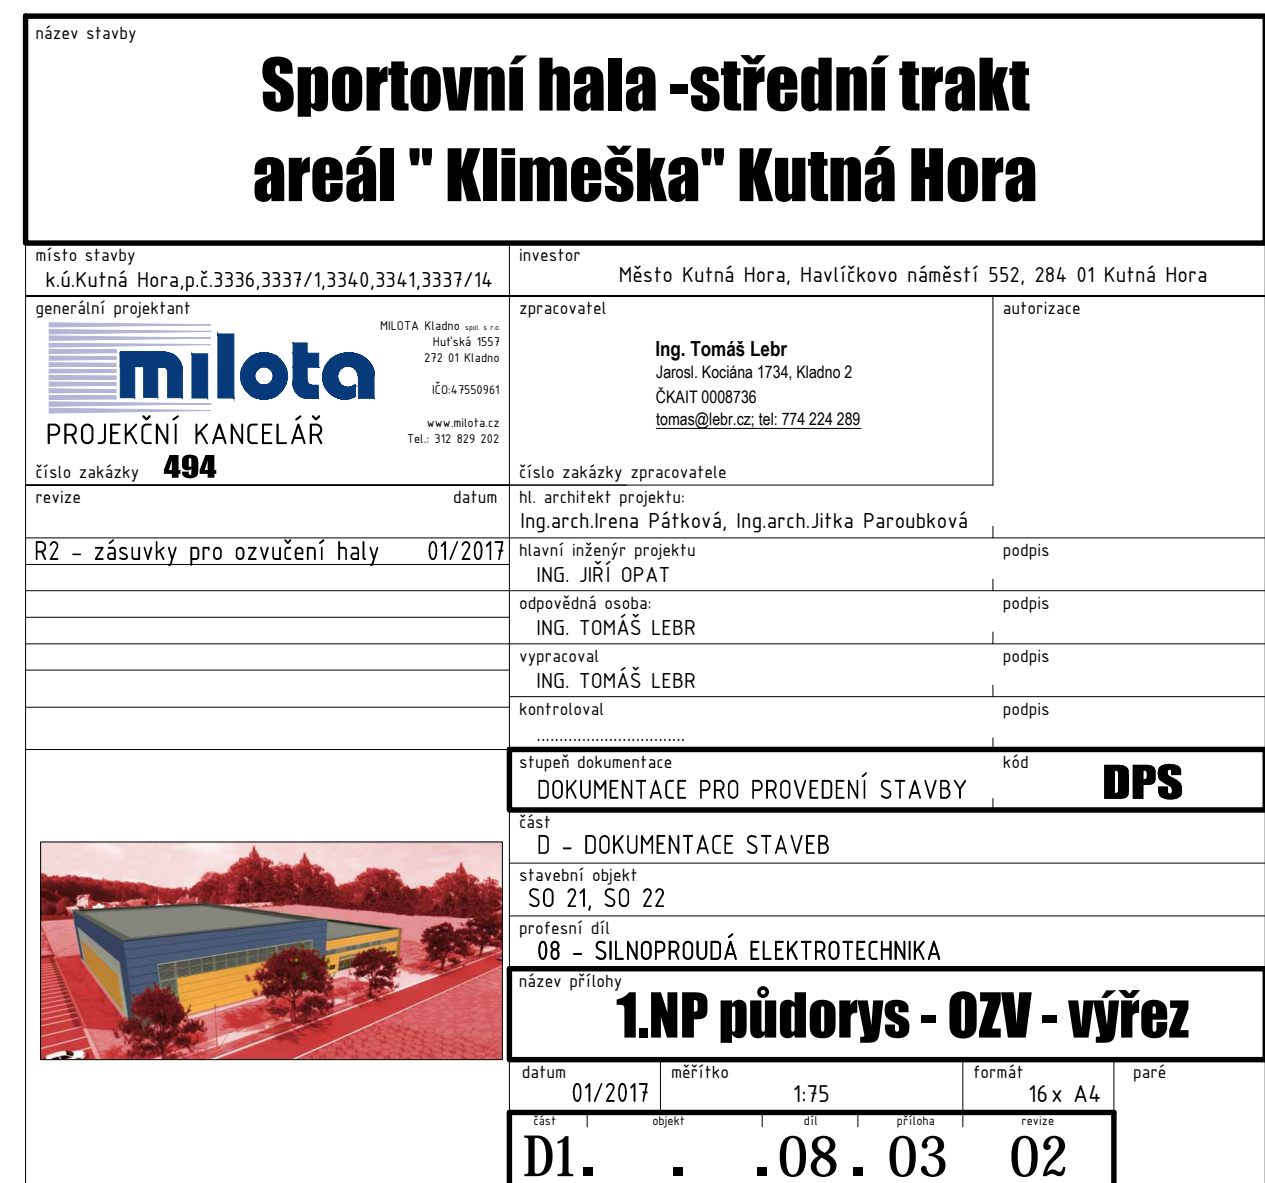 název stavby
Sportovní hala -střední trakt
areál " Klimeška" Kutná Hora
místo stavby
k.ú.Kutná Hora,p.č.3336,3337/1,3340,3341,3337/14
investor
Město Kutná Hora, Havlíčkovo náměstí 552, 284 01 Kutná Hora
generální projektant
milota
PROJEKČNÍ KANCELÁŘ
MILOTA Kladno spol. s r.o.
Huťská 1557
272 01 Kladno
IČO:47550961
www.milota.cz
Tel.: 312 829 202
číslo zakázky 494
zpracovatel
Ing. Tomáš Lebr
Jarosl. Kociána 1734, Kladno 2
ČKAIT 0008736
tomas@lebr.cz; tel: 774 224 289
číslo zakázky zpracovatele
autorizace
revize datum
R2 - zásuvky pro ozvučení haly 01/2017
hl. architekt projektu:
Ing.arch.Irena Pátková, Ing.arch.Jitka Paroubková
hlavní inženýr projektu podpis
ING. JIŘÍ OPAT
odpovědná osoba: podpis
ING. TOMÁŠ LEBR
vypracoval podpis
ING. TOMÁŠ LEBR
kontroloval podpis
.................................
stupeň dokumentace kód
DOKUMENTACE PRO PROVEDENÍ STAVBY DPS
část
D - DOKUMENTACE STAVEB
stavební objekt
SO 21, SO 22
profesní díl
08 - SILNOPROUDÁ ELEKTROTECHNIKA
název přílohy
1.NP půdorys - OZV - výřez
datum měřítko formát paré
01/2017 1:75 16x A4
část objekt díl příloha revize
D1. . .08. 03 02